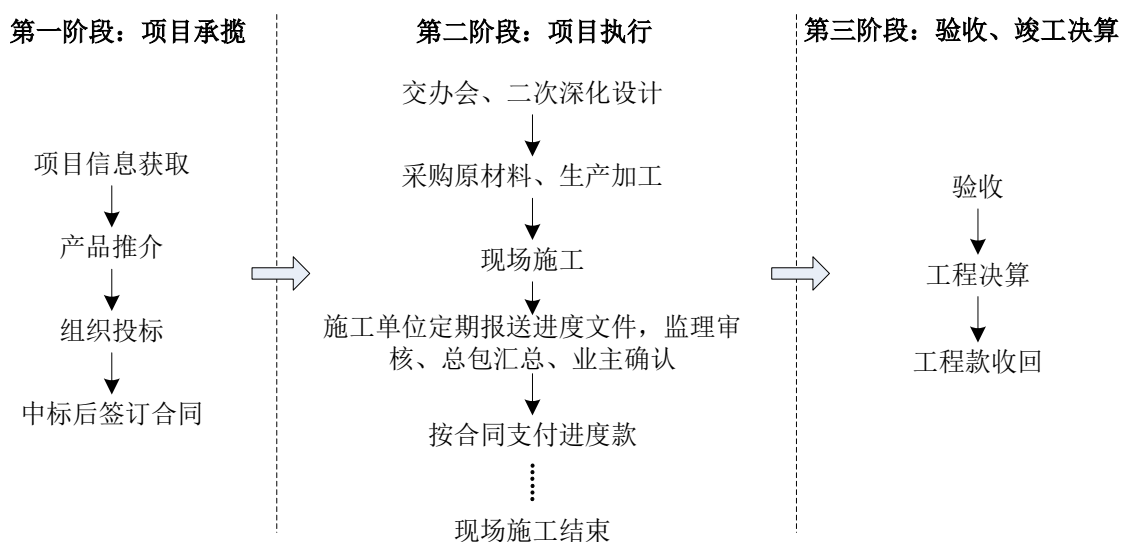 第一阶段：项目承揽
项目信息获取
产品推介
组织投标
中标后签订合同
第二阶段：项目执行
交办会、二次深化设计
采购原材料、生产加工
现场施工
施工单位定期报送进度文件，监理审
核、总包汇总、业主确认
按合同支付进度款
现场施工结束
第三阶段：验收、竣工决算
验收
工程决算
工程款收回